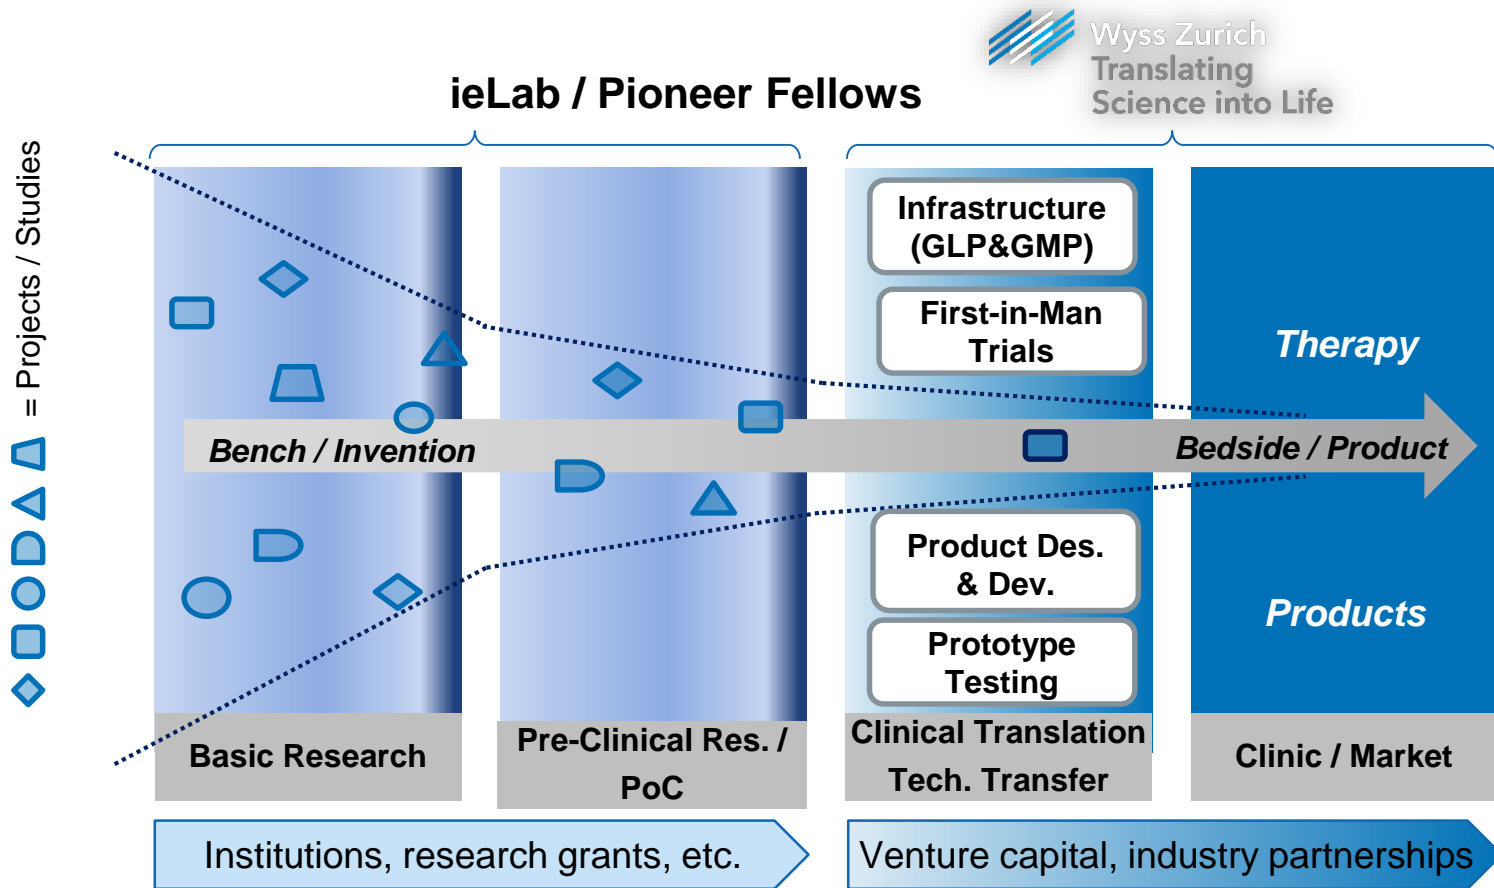 Wyss Zurich
Translating
Science into Life
ieLab / Pioneer Fellows
= Projects / Studies
Infrastructure
(GLP&GMP)
First-in-Man
Trials
Therapy
Bench / Invention
Bedside / Product
Product Des.
& Dev.
Products
Prototype
Testing
Basic Research
Pre-Clinical Res. /
PoC
Clinical Translation
Tech. Transfer
Clinic / Market
Institutions, research grants, etc.
Venture capital, industry partnerships